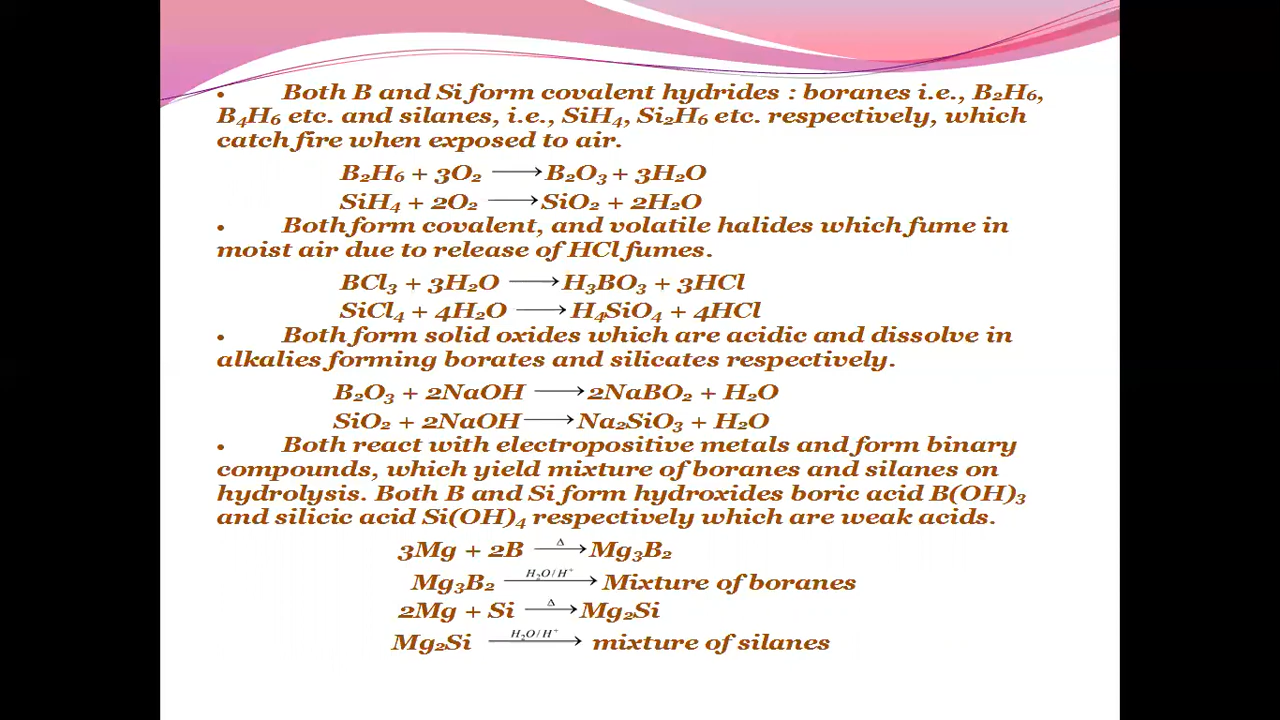 • Both B and Si form covalent hydrides : boranes i.e., B₂H₆,
B₄H₆ etc. and silanes, i.e., SiH₄, Si₂H₆ etc. respectively, which
catch fire when exposed to air.
B₂H₆ + 3O₂ ⟶ B₂O₃ + 3H₂O
SiH₄ + 2O₂ ⟶ SiO₂ + 2H₂O
• Both form covalent, and volatile halides which fume in
moist air due to release of HCl fumes.
BCl₃ + 3H₂O ⟶ H₃BO₃ + 3HCl
SiCl₄ + 4H₂O ⟶ H₄SiO₄ + 4HCl
• Both form solid oxides which are acidic and dissolve in
alkalies forming borates and silicates respectively.
B₂O₃ + 2NaOH ⟶ 2NaBO₂ + H₂O
SiO₂ + 2NaOH ⟶ Na₂SiO₃ + H₂O
• Both react with electropositive metals and form binary
compounds, which yield mixture of boranes and silanes on
hydrolysis. Both B and Si form hydroxides boric acid B(OH)₃
and silicic acid Si(OH)₄ respectively which are weak acids.
3Mg + 2B —Δ→ Mg₃B₂
Mg₃B₂ —H₂O/H⁺→ Mixture of boranes
2Mg + Si —Δ→ Mg₂Si
Mg₂Si —H₂O/H⁺→ mixture of silanes